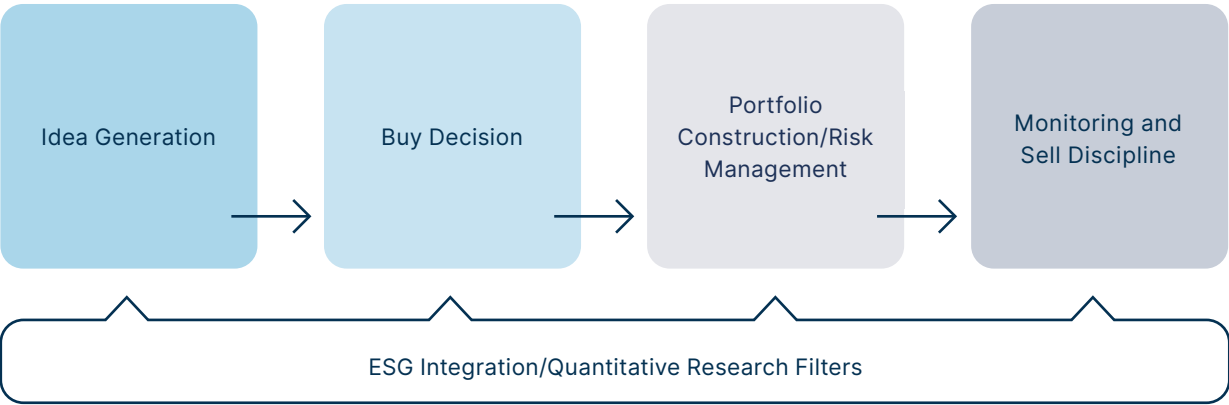 Idea Generation
Buy Decision
Portfolio
Construction/Risk
Management
Monitoring and
Sell Discipline
ESG Integration/Quantitative Research Filters